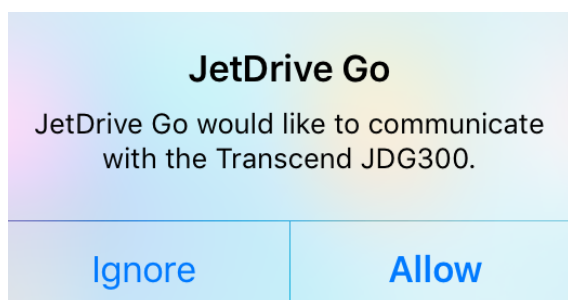 JetDrive Go
JetDrive Go would like to communicate
with the Transcend JDG300.
Ignore
Allow